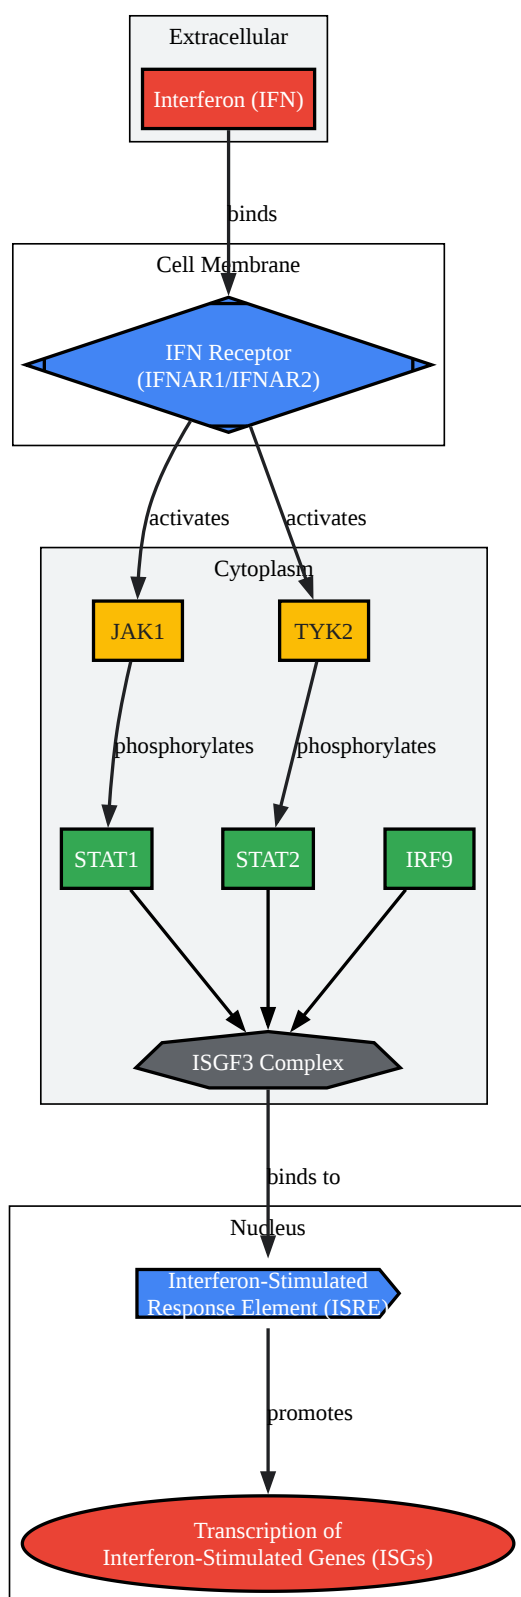 Extracellular
Interferon (IFN)
binds
Cell Membrane
IFN Receptor
(IFNAR1/IFNAR2)
activates
activates
Cytoplasm
JAK1
TYK2
phosphorylates
phosphorylates
STAT1
STAT2
IRF9
ISGF3 Complex
binds to
Nucleus
Interferon-Stimulated
Response Element (ISRE)
promotes
Transcription of
Interferon-Stimulated Genes (ISGs)